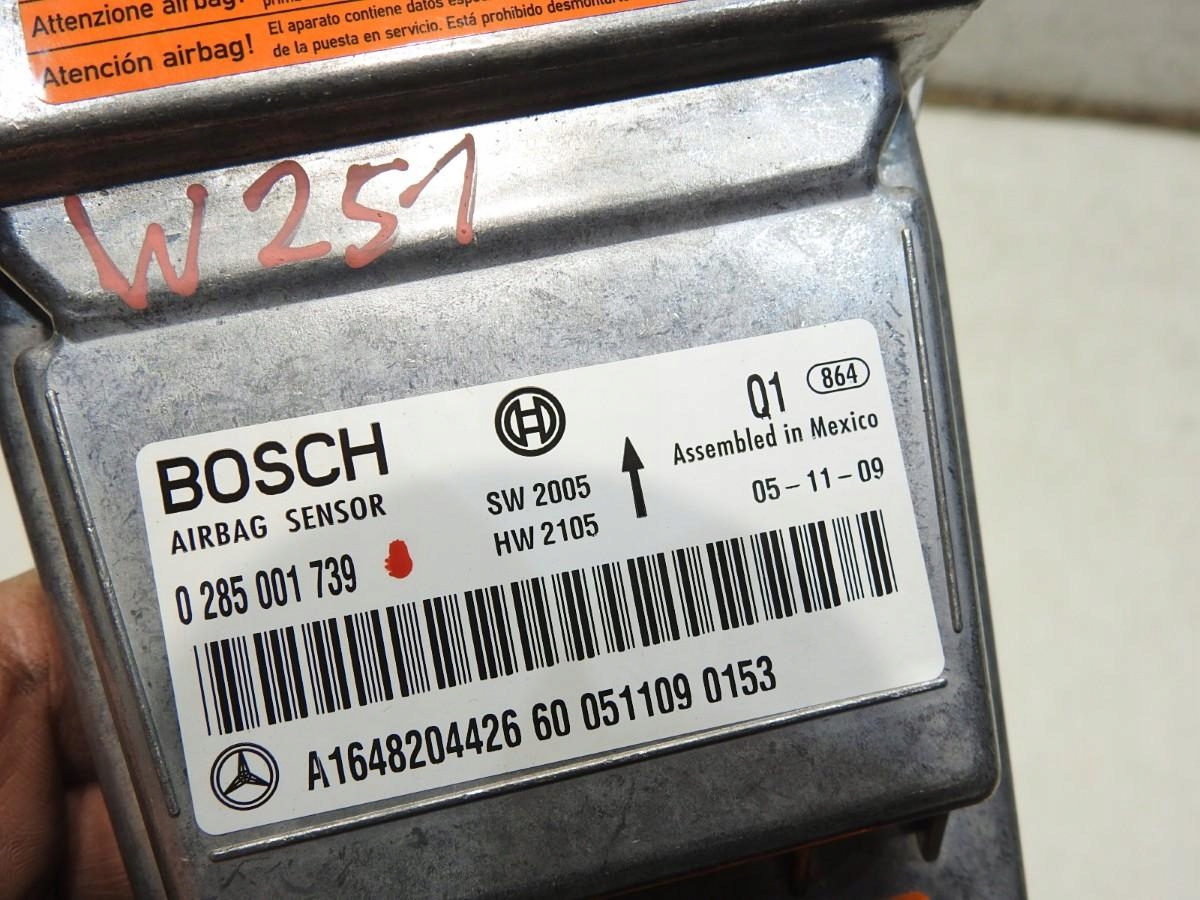 Attenzione airbag!
Atención airbag! El aparato contiene datos
de la puesta en servicio. Está prohibido
W 251
BOSCH
AIRBAG SENSOR
0 285 001 739
SW 2005
HW 2105
Q1 864
Assembled in Mexico
05-11-09
A1648204426 60 051109 0153